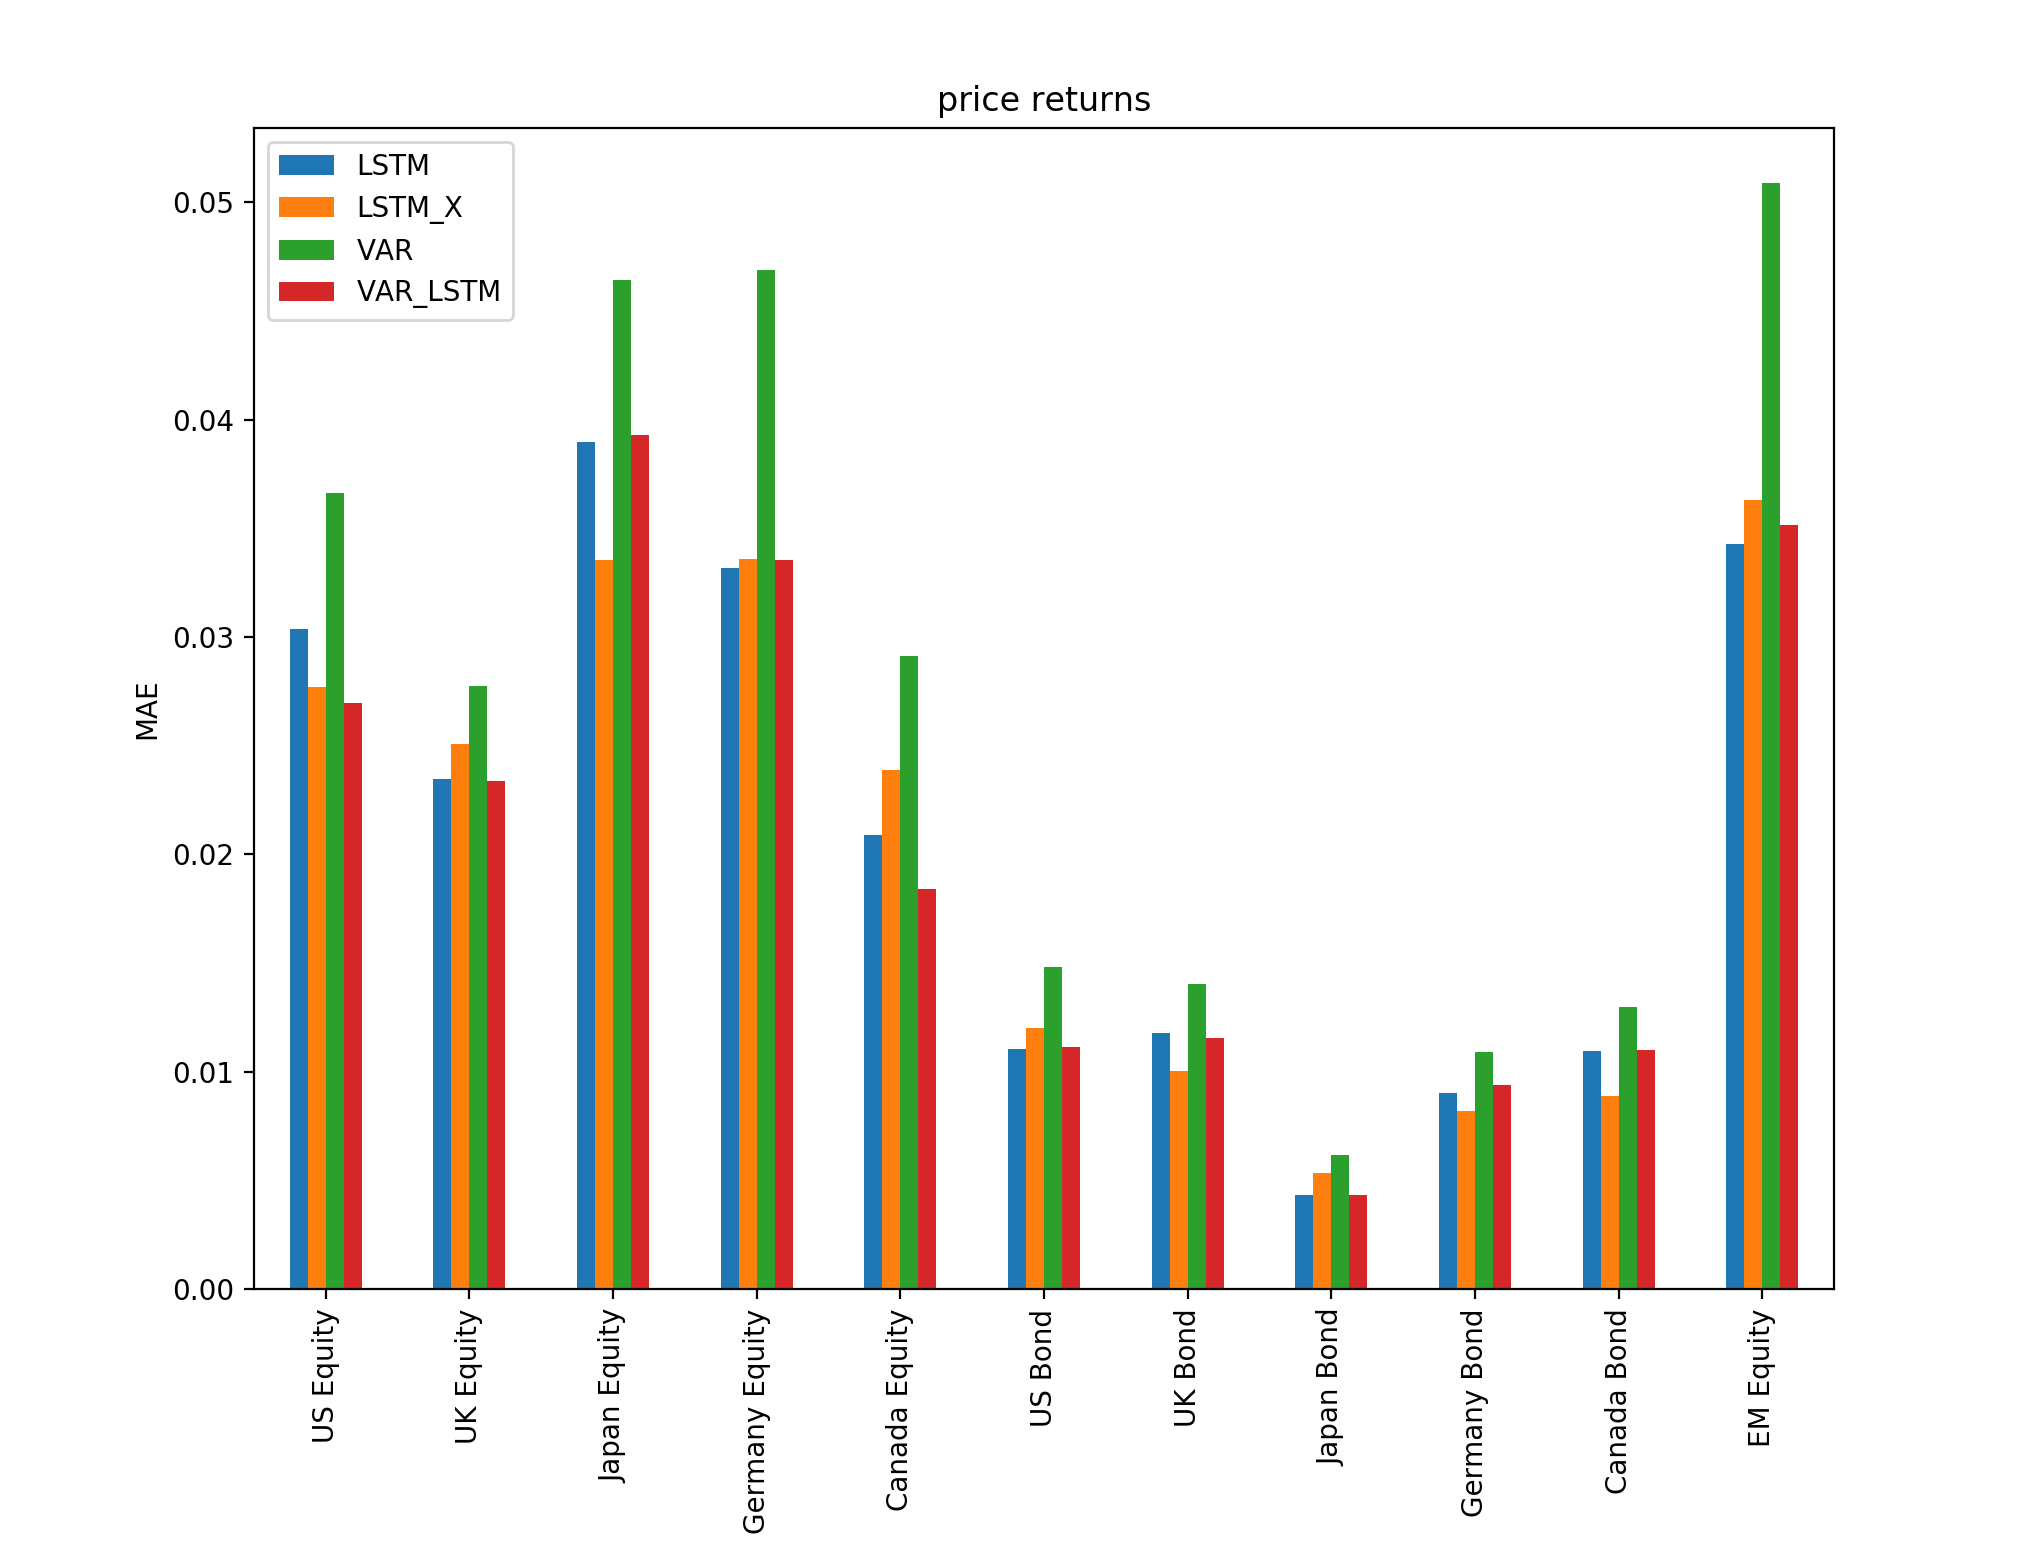 price returns
LSTM
LSTM_X
VAR
VAR_LSTM
MAE
0.05
0.04
0.03
0.02
0.01
0.00
US Equity
UK Equity
Japan Equity
Germany Equity
Canada Equity
US Bond
UK Bond
Japan Bond
Germany Bond
Canada Bond
EM Equity